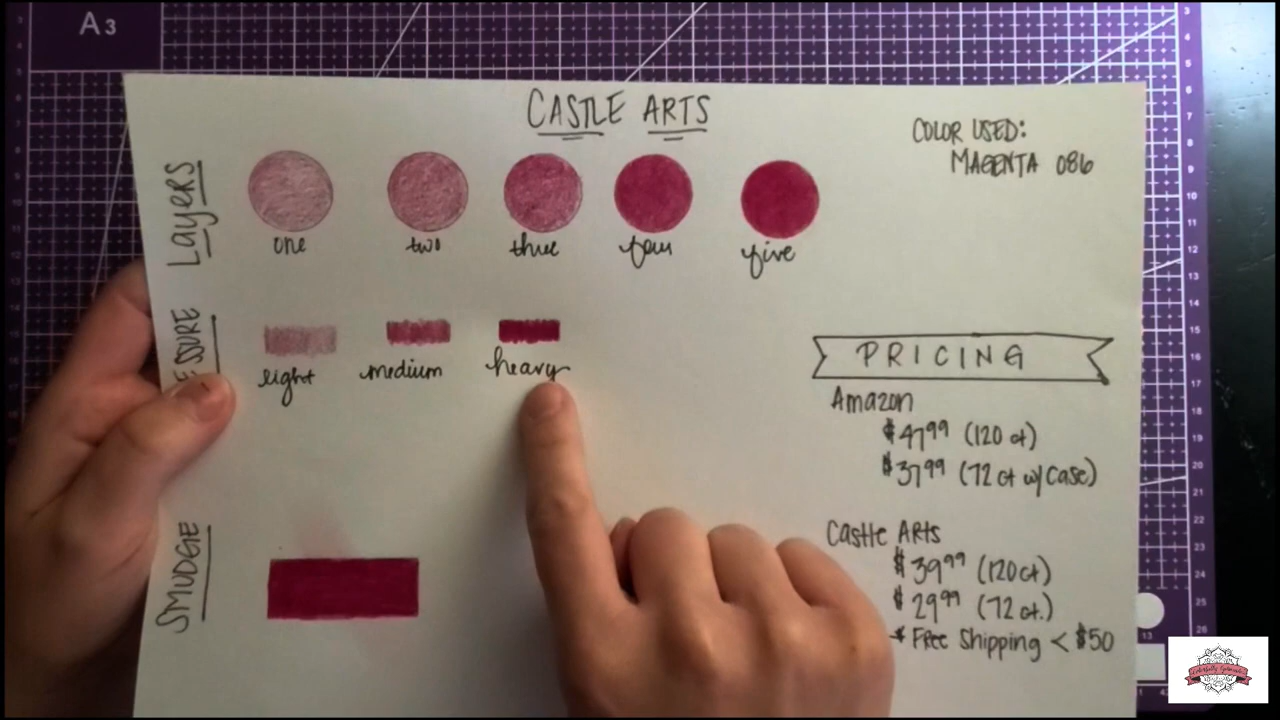 A3
CASTLE ARTS
COLOR USED:
MAGENTA 086
LAyERS
one
two
three
four
five
ESSURE
light
medium
heavy
PRICING
Amazon
$47.99 (120 ct)
$37.99 (72 ct w/case)
SMUDGE
Castle Arts
$39.99 (120 ct)
$29.99 (72 ct.)
* Free Shipping < $50